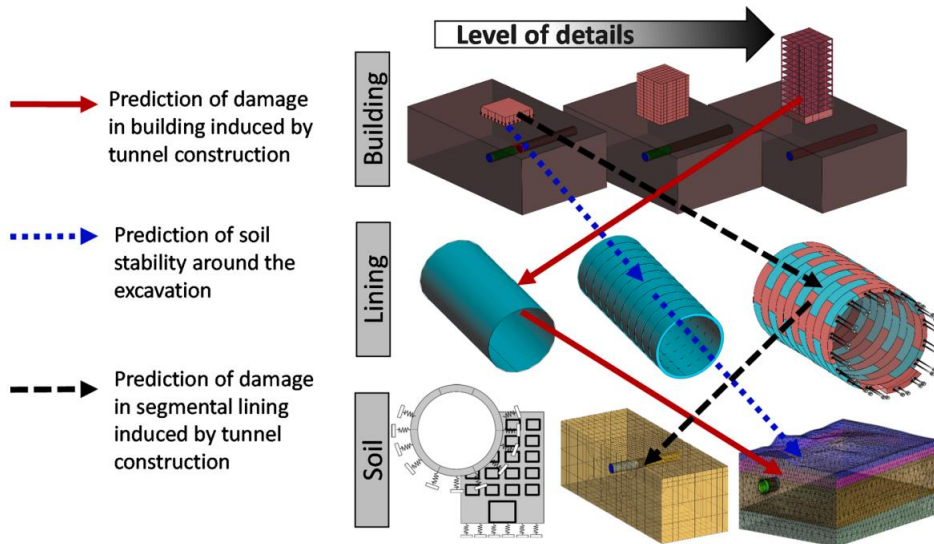 Level of details
Building
Prediction of damage
in building induced by
tunnel construction
Prediction of soil
stability around the
excavation
Lining
Prediction of damage
in segmental lining
induced by tunnel
construction
Soil